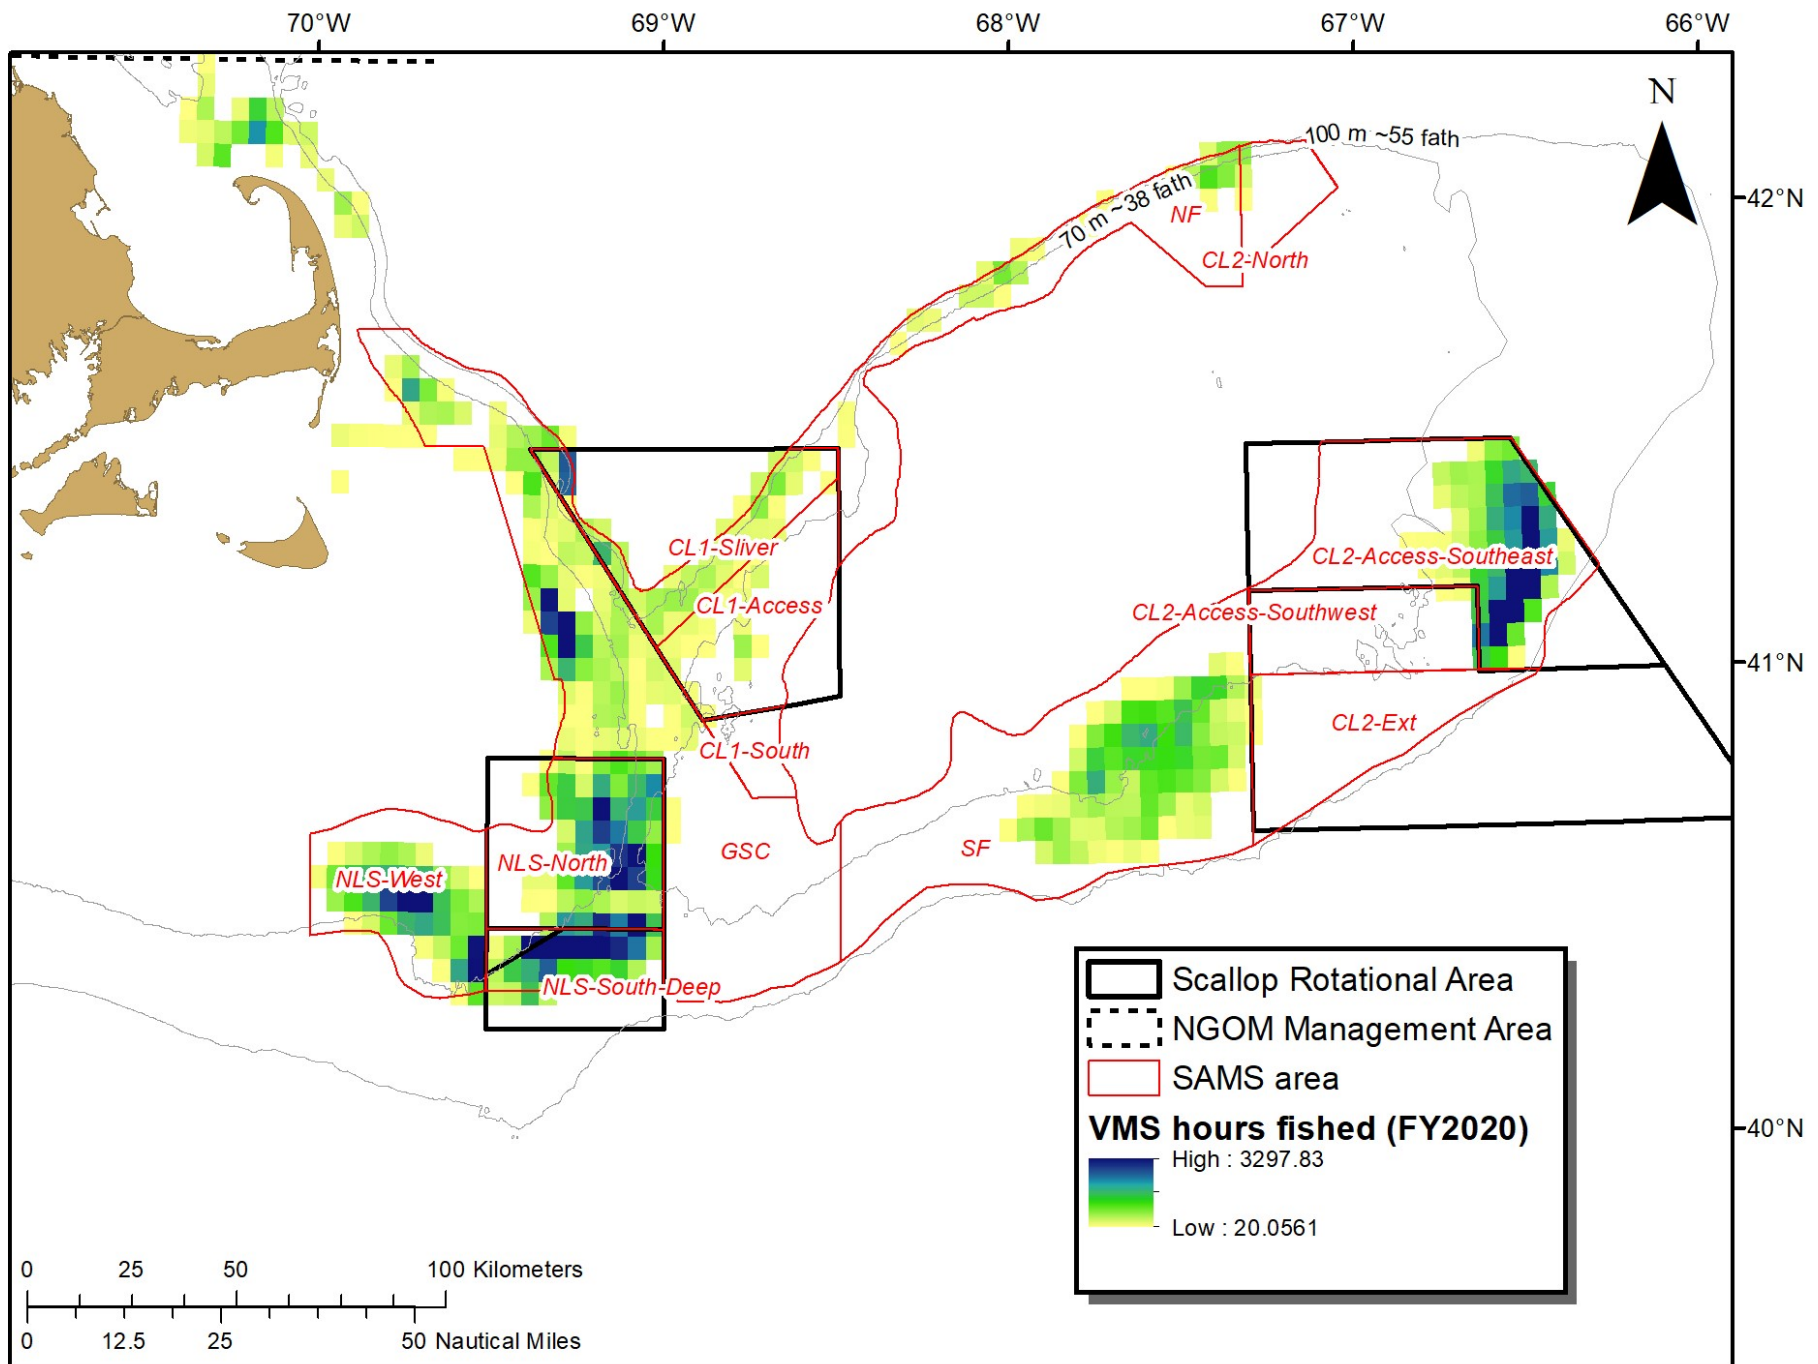 70°W
69°W
68°W
67°W
66°W
N
100 m ~55 fath
42°N
70 m ~38 fath
NF
CL2-North
CL1-Sliver
CL2-Access-Southeast
CL1-Access
CL2-Access-Southwest
41°N
CL2-Ext
CL1-South
GSC
SF
NLS-North
NLS-West
NLS-South-Deep
Scallop Rotational Area
NGOM Management Area
SAMS area
VMS hours fished (FY2020)
High : 3297.83
Low : 20.0561
40°N
0 25 50 100 Kilometers
0 12.5 25 50 Nautical Miles